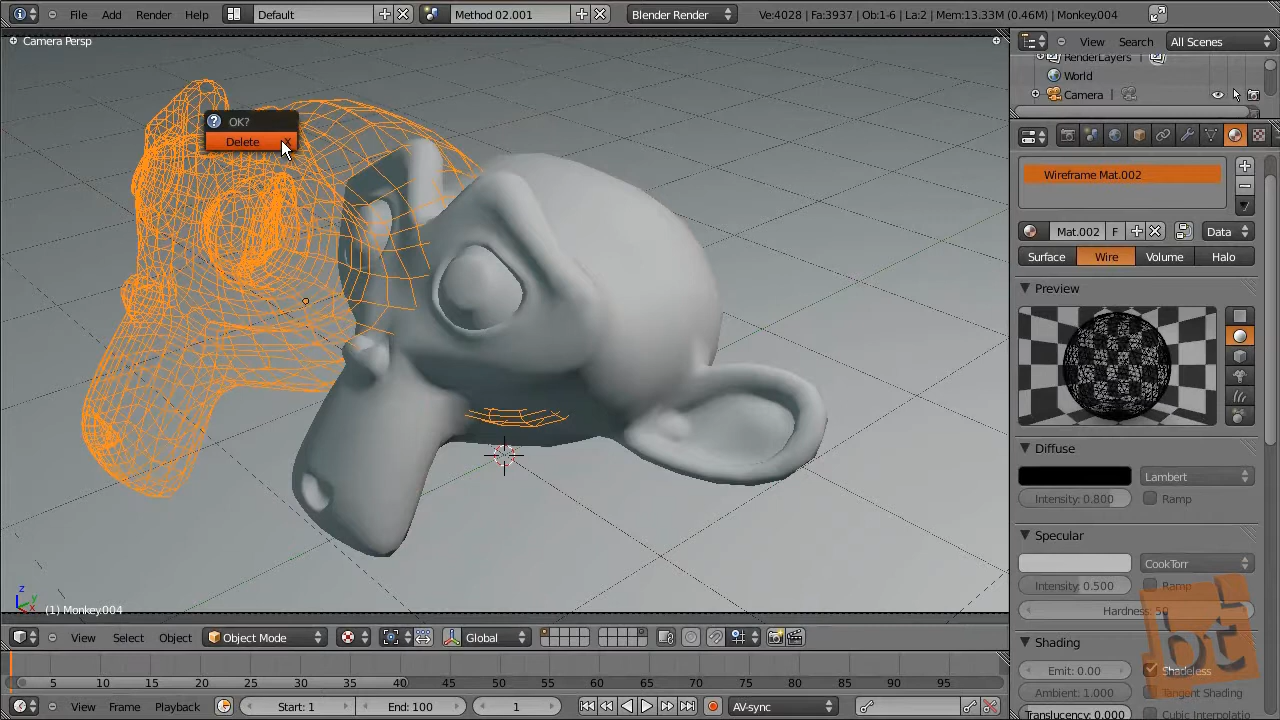 File Add Render Help Default Method 02.001 Blender Render Ve:4028 | Fa:3937 | Ob:1-6 | La:2 | Mem:13.33M (0.46M) | Monkey.004
Camera Persp
View Search All Scenes
RenderLayers
World
Camera
OK?
Delete X
Wireframe Mat.002
Mat.002 F Data
Surface Wire Volume Halo
Preview
Diffuse
Lambert
Intensity: 0.800 Ramp
Specular
CookTorr
Intensity: 0.500 Ramp
Hardness: 50
bt
Shading
Emit: 0.00 Shadeless
Ambient: 1.000 Tangent Shading
Translucency: 0.000 Cubic Interpolatio
z
y
x
(1) Monkey.004
View Select Object Object Mode Global
5 10 15 20 25 30 35 40 45 50 55 60 65 70 75 80 85 90 95
View Frame Playback Start: 1 End: 100 1 AV-sync